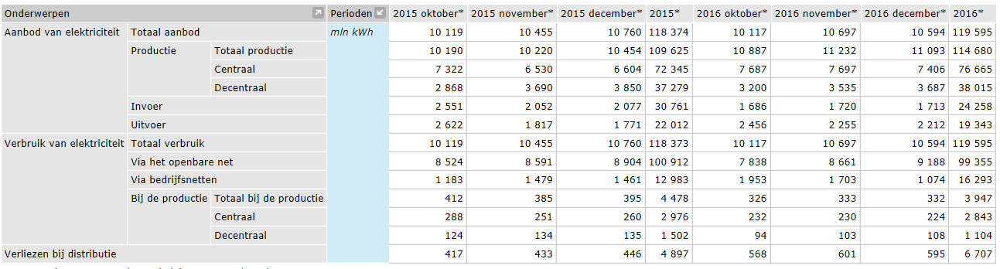 Onderwerpen Perioden 2015 oktober* 2015 november* 2015 december* 2015* 2016 oktober* 2016 november* 2016 december* 2016*
Aanbod van elektriciteit Totaal aanbod mln kWh 10 119 10 455 10 760 118 374 10 117 10 697 10 594 119 595
Productie Totaal productie 10 190 10 220 10 454 109 625 10 887 11 232 11 093 114 680
Centraal 7 322 6 530 6 604 72 345 7 687 7 697 7 406 76 665
Decentraal 2 868 3 690 3 850 37 279 3 200 3 535 3 687 38 015
Invoer 2 551 2 052 2 077 30 761 1 686 1 720 1 713 24 258
Uitvoer 2 622 1 817 1 771 22 012 2 456 2 255 2 212 19 343
Verbruik van elektriciteit Totaal verbruik 10 119 10 455 10 760 118 373 10 117 10 697 10 594 119 595
Via het openbare net 8 524 8 591 8 904 100 912 7 838 8 661 9 188 99 355
Via bedrijfsnetten 1 183 1 479 1 461 12 983 1 953 1 703 1 074 16 293
Bij de productie Totaal bij de productie 412 385 395 4 478 326 333 332 3 947
Centraal 288 251 260 2 976 232 230 224 2 843
Decentraal 124 134 135 1 502 94 103 108 1 104
Verliezen bij distributie 417 433 446 4 897 568 601 595 6 707